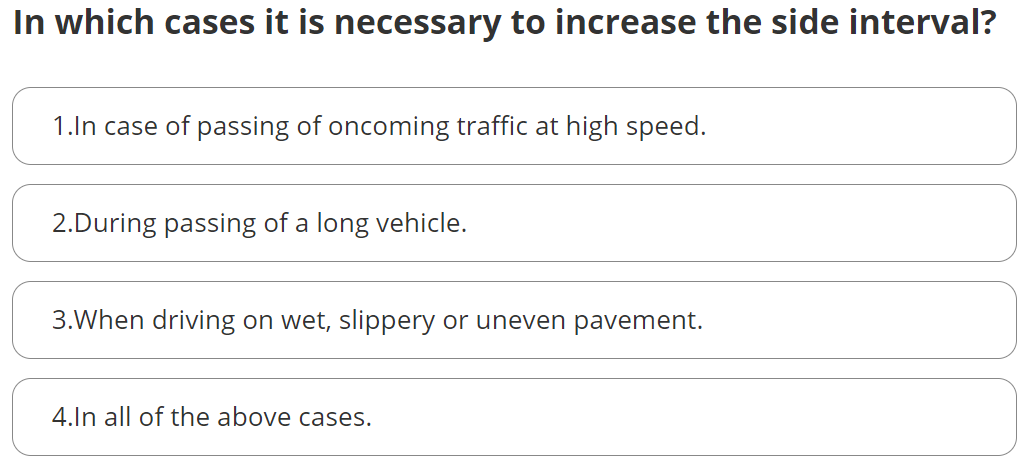 In which cases it is necessary to increase the side interval?
1.In case of passing of oncoming traffic at high speed.
2.During passing of a long vehicle.
3.When driving on wet, slippery or uneven pavement.
4.In all of the above cases.